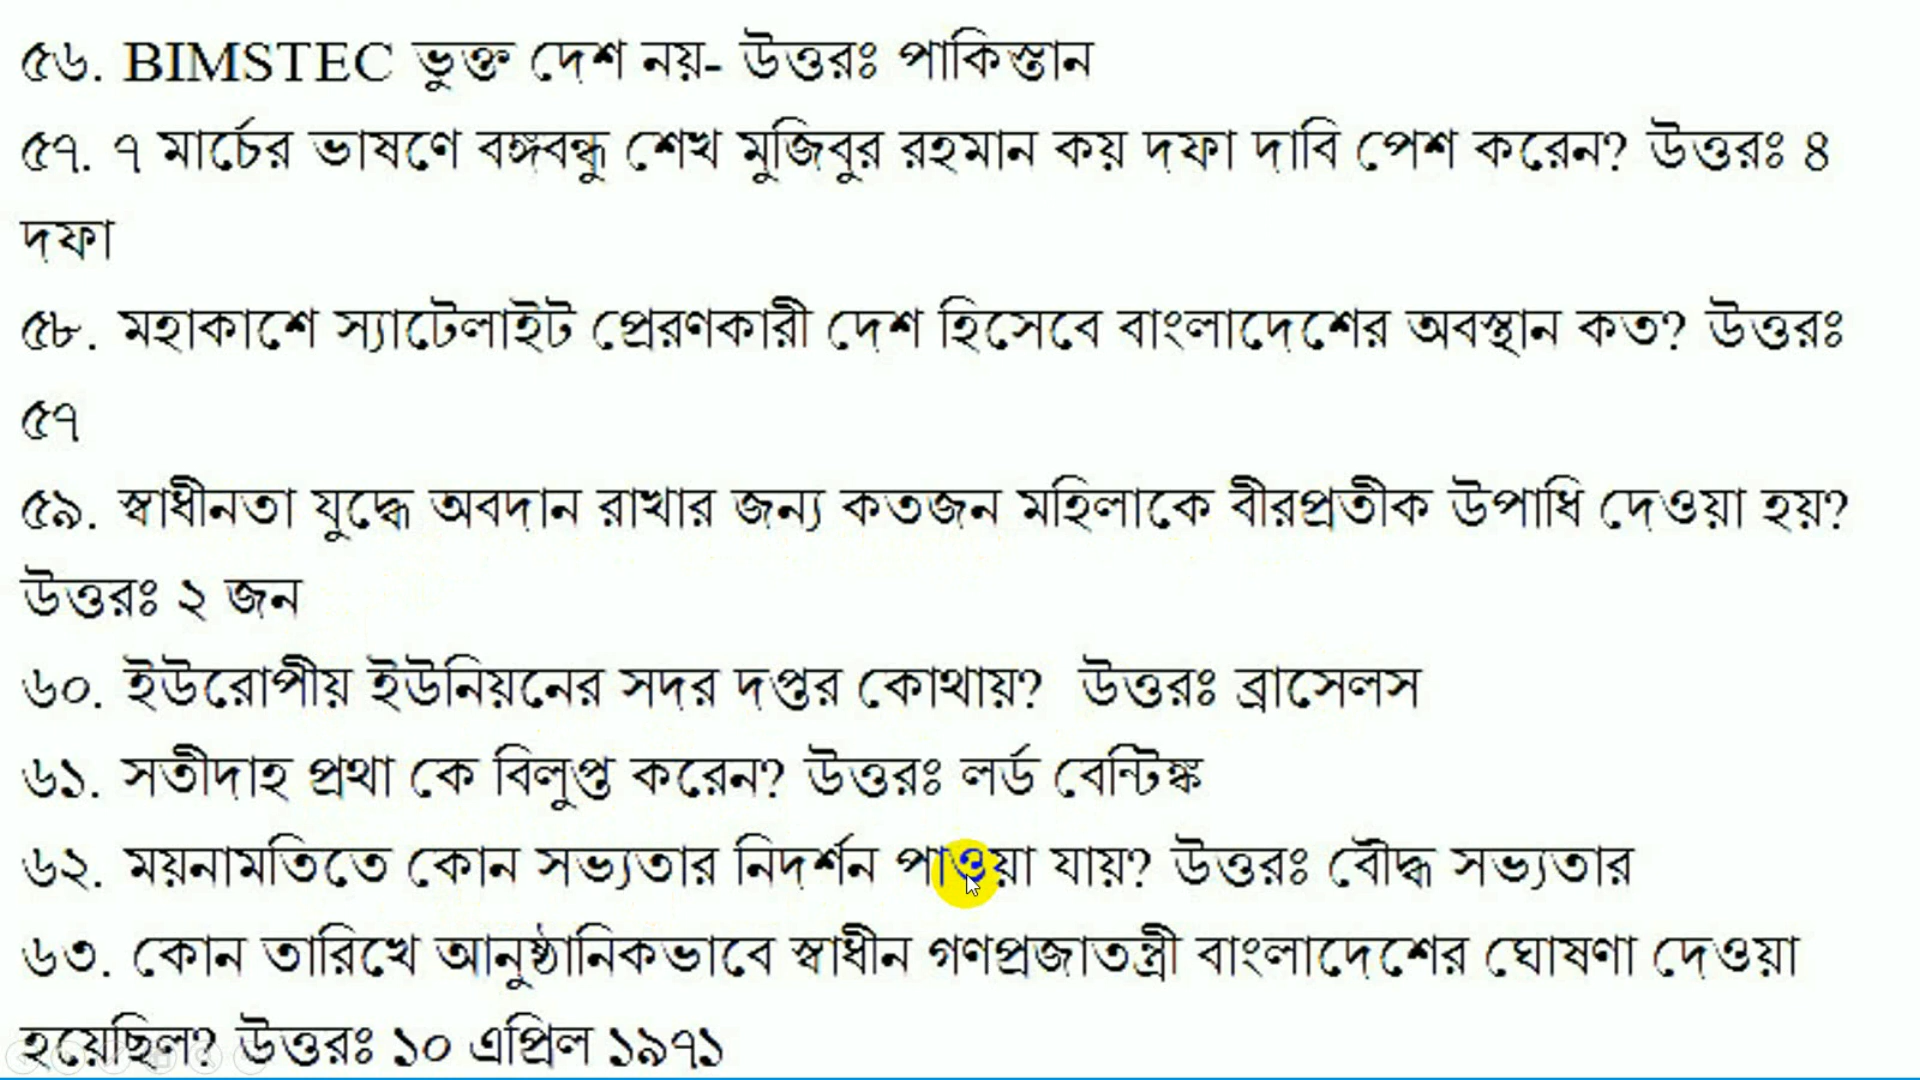 ৫৬. BIMSTEC ভুক্ত দেশ নয়- উত্তরঃ পাকিস্তান
৫৭. ৭ মার্চের ভাষণে বঙ্গবন্ধু শেখ মুজিবুর রহমান কয় দফা দাবি পেশ করেন? উত্তরঃ ৪
দফা
৫৮. মহাকাশে স্যাটেলাইট প্রেরণকারী দেশ হিসেবে বাংলাদেশের অবস্থান কত? উত্তরঃ
৫৭
৫৯. স্বাধীনতা যুদ্ধে অবদান রাখার জন্য কতজন মহিলাকে বীরপ্রতীক উপাধি দেওয়া হয়?
উত্তরঃ ২ জন
৬০. ইউরোপীয় ইউনিয়নের সদর দপ্তর কোথায়? উত্তরঃ ব্রাসেলস
৬১. সতীদাহ প্রথা কে বিলুপ্ত করেন? উত্তরঃ লর্ড বেন্টিঙ্ক
৬২. ময়নামতিতে কোন সভ্যতার নিদর্শন পাওয়া যায়? উত্তরঃ বৌদ্ধ সভ্যতার
৬৩. কোন তারিখে আনুষ্ঠানিকভাবে স্বাধীন গণপ্রজাতন্ত্রী বাংলাদেশের ঘোষণা দেওয়া
হয়েছিল? উত্তরঃ ১০ এপ্রিল ১৯৭১